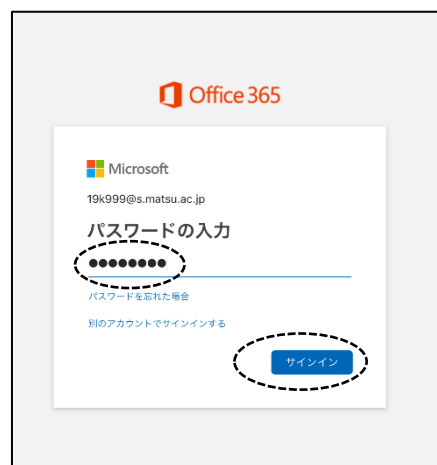 Office 365
Microsoft
19k999@s.matsu.ac.jp
パスワードの入力
●●●●●●●●
パスワードを忘れた場合
別のアカウントでサインインする
サインイン